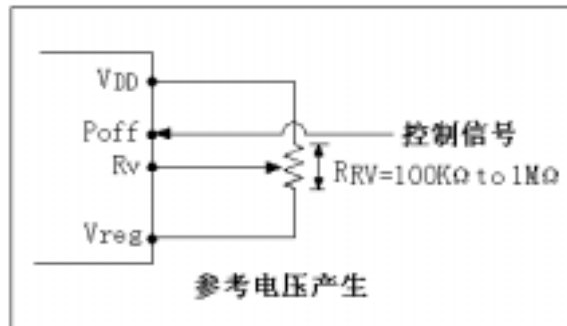 VDD
Poff
控制信号
Rv
RRV=100KΩ to 1MΩ
Vreg
参考电压产生